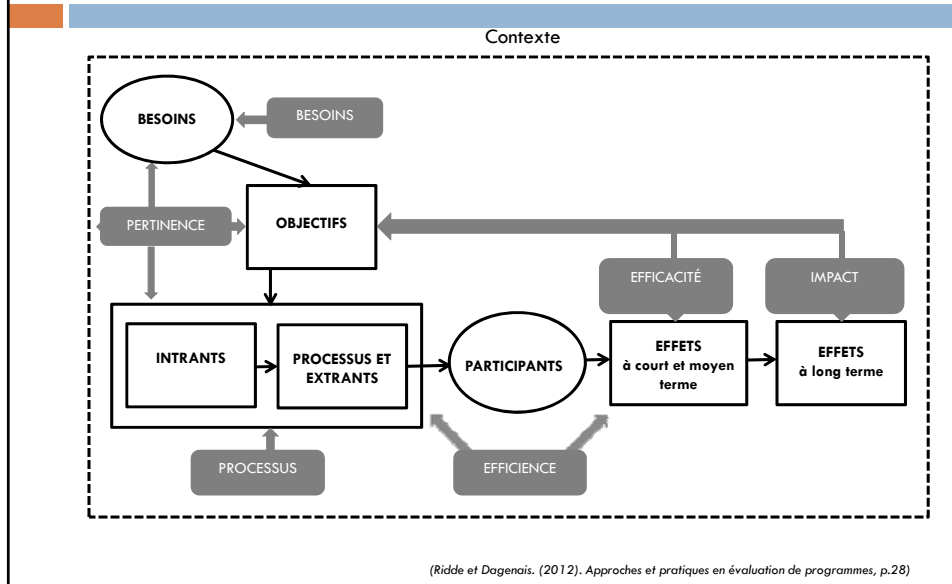 Contexte
BESOINS
BESOINS
PERTINENCE
OBJECTIFS
EFFICACITÉ
IMPACT
INTRANTS
PROCESSUS ET
EXTRANTS
PARTICIPANTS
EFFETS
à court et moyen
terme
EFFETS
à long terme
PROCESSUS
EFFICIENCE
(Ridde et Dagenais. (2012). Approches et pratiques en évaluation de programmes, p.28)